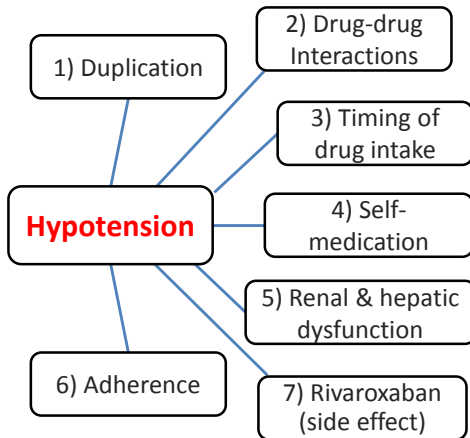 1) Duplication
2) Drug-drug
Interactions
3) Timing of
drug intake
Hypotension
4) Self-
medication
5) Renal & hepatic
dysfunction
6) Adherence
7) Rivaroxaban
(side effect)